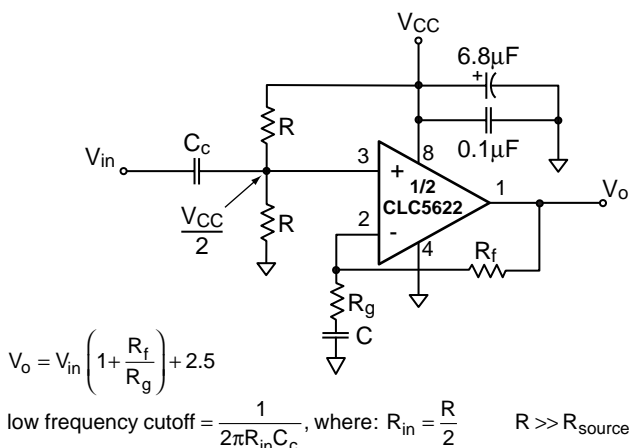 VCC
6.8µF
+
R
Cc
0.1µF
Vin
3
8
+
1/2
CLC5622
1
Vo
VCC
2
R
2
-
4
Rf
Rg
C
Vo = Vin (1 + Rf/Rg) + 2.5
low frequency cutoff = 1/(2πRinCc), where: Rin = R/2 R >> Rsource